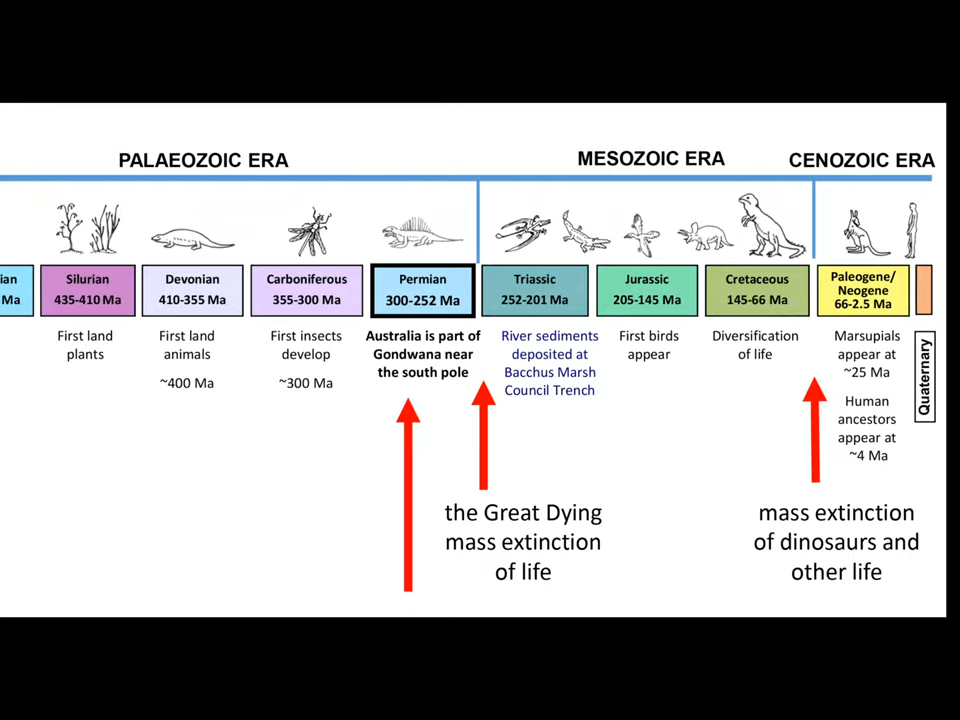 PALAEOZOIC ERA
MESOZOIC ERA
CENOZOIC ERA
ian
Ma
Silurian
435-410 Ma
Devonian
410-355 Ma
Carboniferous
355-300 Ma
Permian
300-252 Ma
Triassic
252-201 Ma
Jurassic
205-145 Ma
Cretaceous
145-66 Ma
Paleogene/
Neogene
66-2.5 Ma
First land
plants
First land
animals
~400 Ma
First insects
develop
~300 Ma
Australia is part of
Gondwana near
the south pole
River sediments
deposited at
Bacchus Marsh
Council Trench
First birds
appear
Diversification
of life
Marsupials
appear at
~25 Ma
Human
ancestors
appear at
~4 Ma
Quaternary
the Great Dying
mass extinction
of life
mass extinction
of dinosaurs and
other life